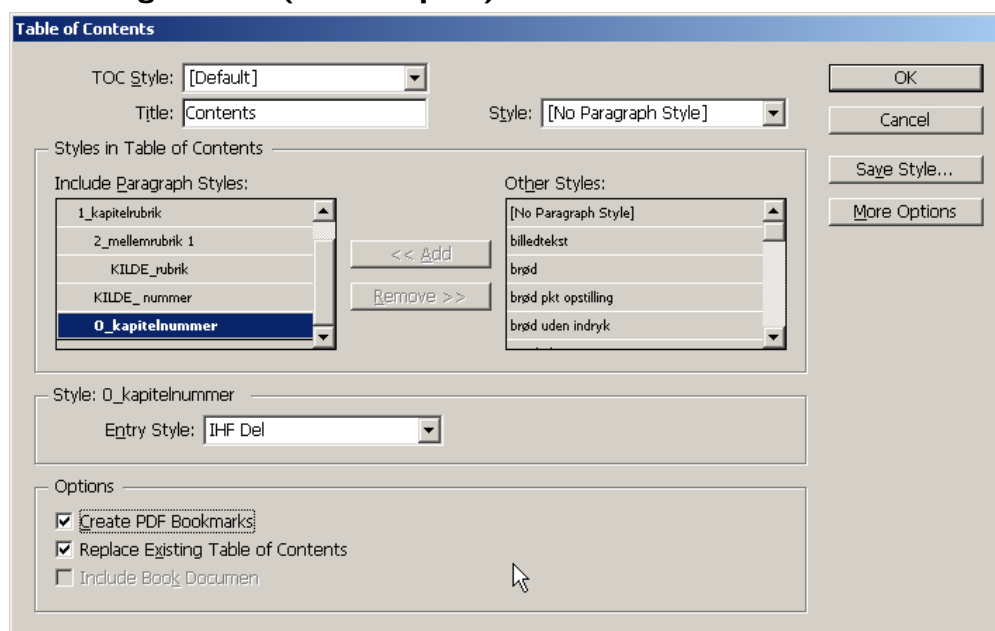 Table of Contents
TOC Style: [Default]
OK
Title: Contents
Style: [No Paragraph Style]
Cancel
Styles in Table of Contents
Save Style...
Include Paragraph Styles:
Other Styles:
More Options
1_kapitelrubrik
[No Paragraph Style]
2_mellemrubrik 1
billedtekst
<< Add
KILDE_rubrik
brød
KILDE_ nummer
Remove >>
brød pkt opstilling
0_kapitelnummer
brød uden indryk
Style: 0_kapitelnummer
Entry Style: IHF Del
Options
Create PDF Bookmarks
Replace Existing Table of Contents
Include Book Documen